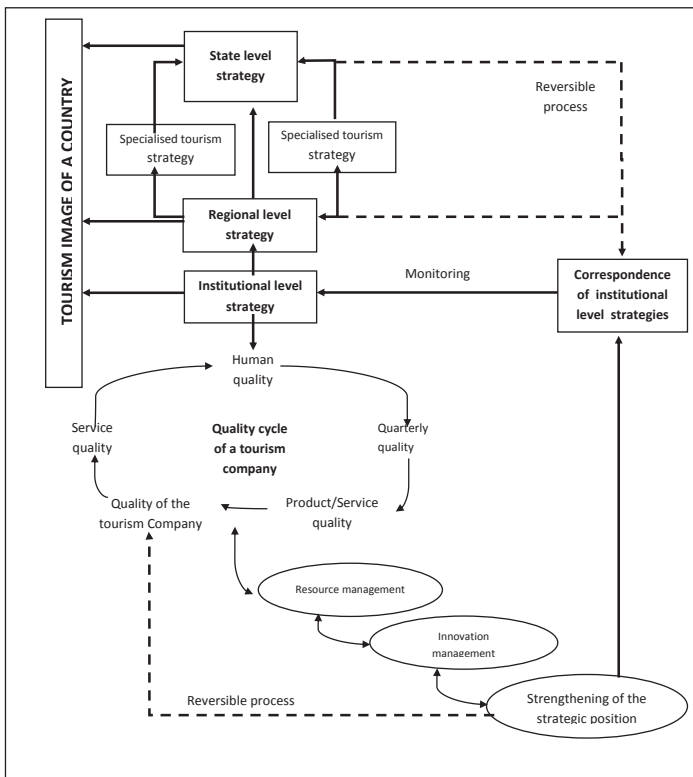 TOURISM IMAGE OF A COUNTRY
State level
strategy
Reversible
process
Specialised tourism
strategy
Specialised tourism
strategy
Regional level
strategy
Institutional level
strategy
Monitoring
Correspondence
of institutional
level strategies
Human
quality
Service
quality
Quality cycle
of a tourism
company
Quarterly
quality
Quality of the
tourism Company
Product/Service
quality
Resource management
Innovation
management
Reversible process
Strengthening of the
strategic position